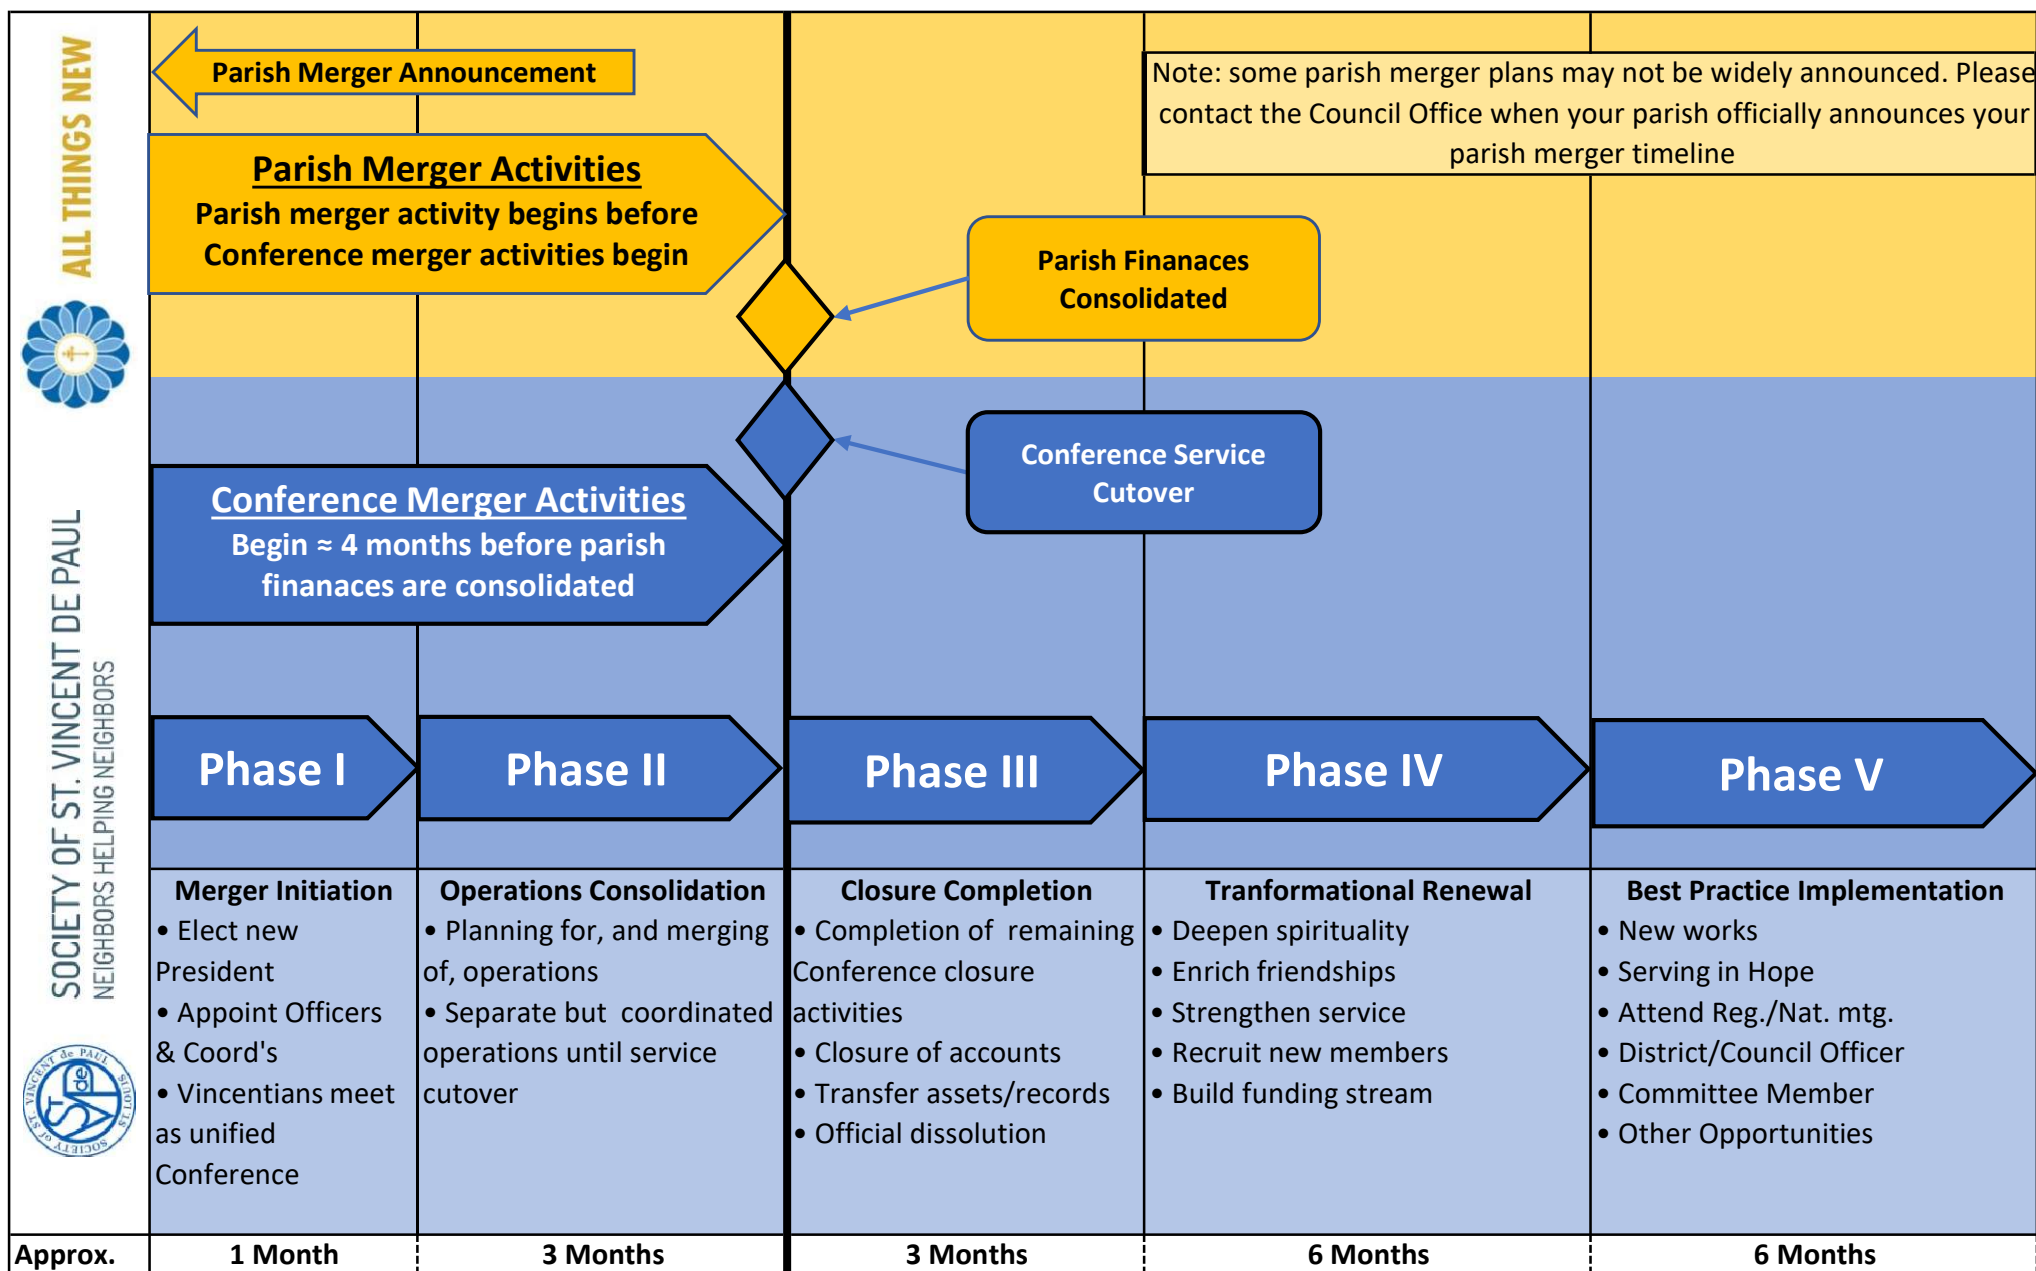 ALL THINGS NEW
SOCIETY OF ST. VINCENT DE PAUL
NEIGHBORS HELPING NEIGHBORS
SOCIETY of ST. VINCENT de PAUL
ST LOUIS
Parish Merger Announcement
Note: some parish merger plans may not be widely announced. Please
contact the Council Office when your parish officially announces your
parish merger timeline
Parish Merger Activities
Parish merger activity begins before
Conference merger activities begin
Parish Finanaces
Consolidated
Conference Service
Cutover
Conference Merger Activities
Begin ≈ 4 months before parish
finanaces are consolidated
Phase I
Phase II
Phase III
Phase IV
Phase V
Merger Initiation
• Elect new
President
• Appoint Officers
& Coord's
• Vincentians meet
as unified
Conference
Operations Consolidation
• Planning for, and merging
of, operations
• Separate but coordinated
operations until service
cutover
Closure Completion
• Completion of remaining
Conference closure
activities
• Closure of accounts
• Transfer assets/records
• Official dissolution
Tranformational Renewal
• Deepen spirituality
• Enrich friendships
• Strengthen service
• Recruit new members
• Build funding stream
Best Practice Implementation
• New works
• Serving in Hope
• Attend Reg./Nat. mtg.
• District/Council Officer
• Committee Member
• Other Opportunities
Approx.
1 Month
3 Months
3 Months
6 Months
6 Months